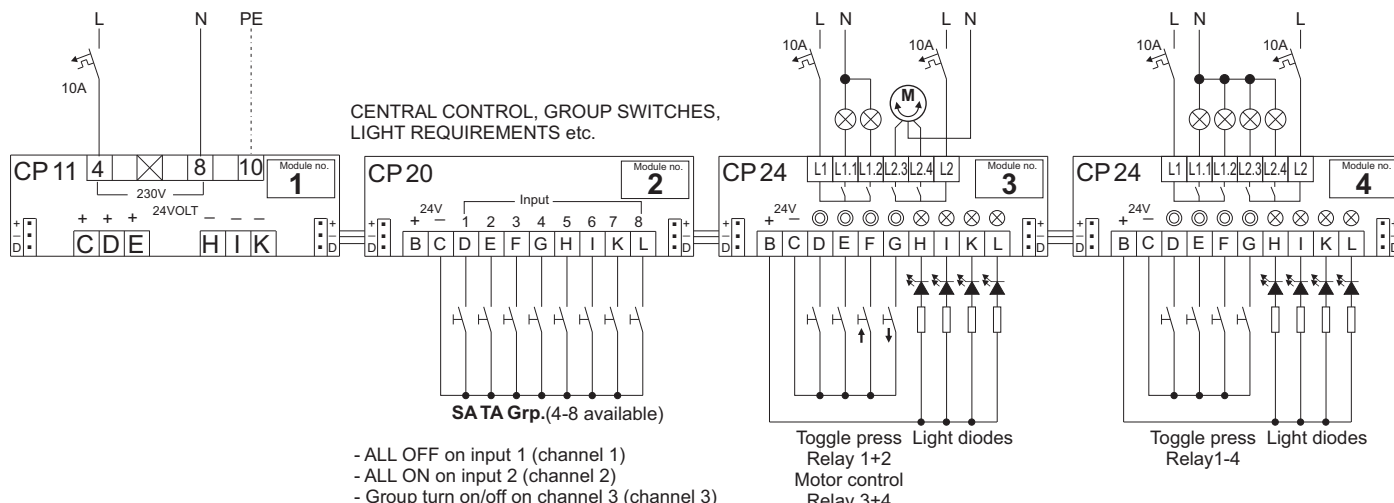 L N PE
10A
CP 11
4 8 10
Module no.
1
230V
24VOLT
+ + + – – –
+
–
D
C D E H I K
+
–
D
CENTRAL CONTROL, GROUP SWITCHES,
LIGHT REQUIREMENTS etc.
CP 20
Module no.
2
24V
Input
+ – 1 2 3 4 5 6 7 8
+
–
D
B C D E F G H I K L
+
–
D
SA TA Grp.(4-8 available)
- ALL OFF on input 1 (channel 1)
- ALL ON on input 2 (channel 2)
- Group turn on/off on channel 3 (channel 3)
L N L N
10A 10A
M
CP 24
L1 L1.1 L1.2 L2.3 L2.4 L2
Module no.
3
24V
+ –
+
–
D
B C D E F G H I K L
+
–
D
Toggle press
Relay 1+2
Motor control
Relay 3+4
Light diodes
L N L
10A 10A
CP 24
L1 L1.1 L1.2 L2.3 L2.4 L2
Module no.
4
24V
+ –
+
–
D
B C D E F G H I K L
+
–
D
Toggle press
Relay1-4
Light diodes